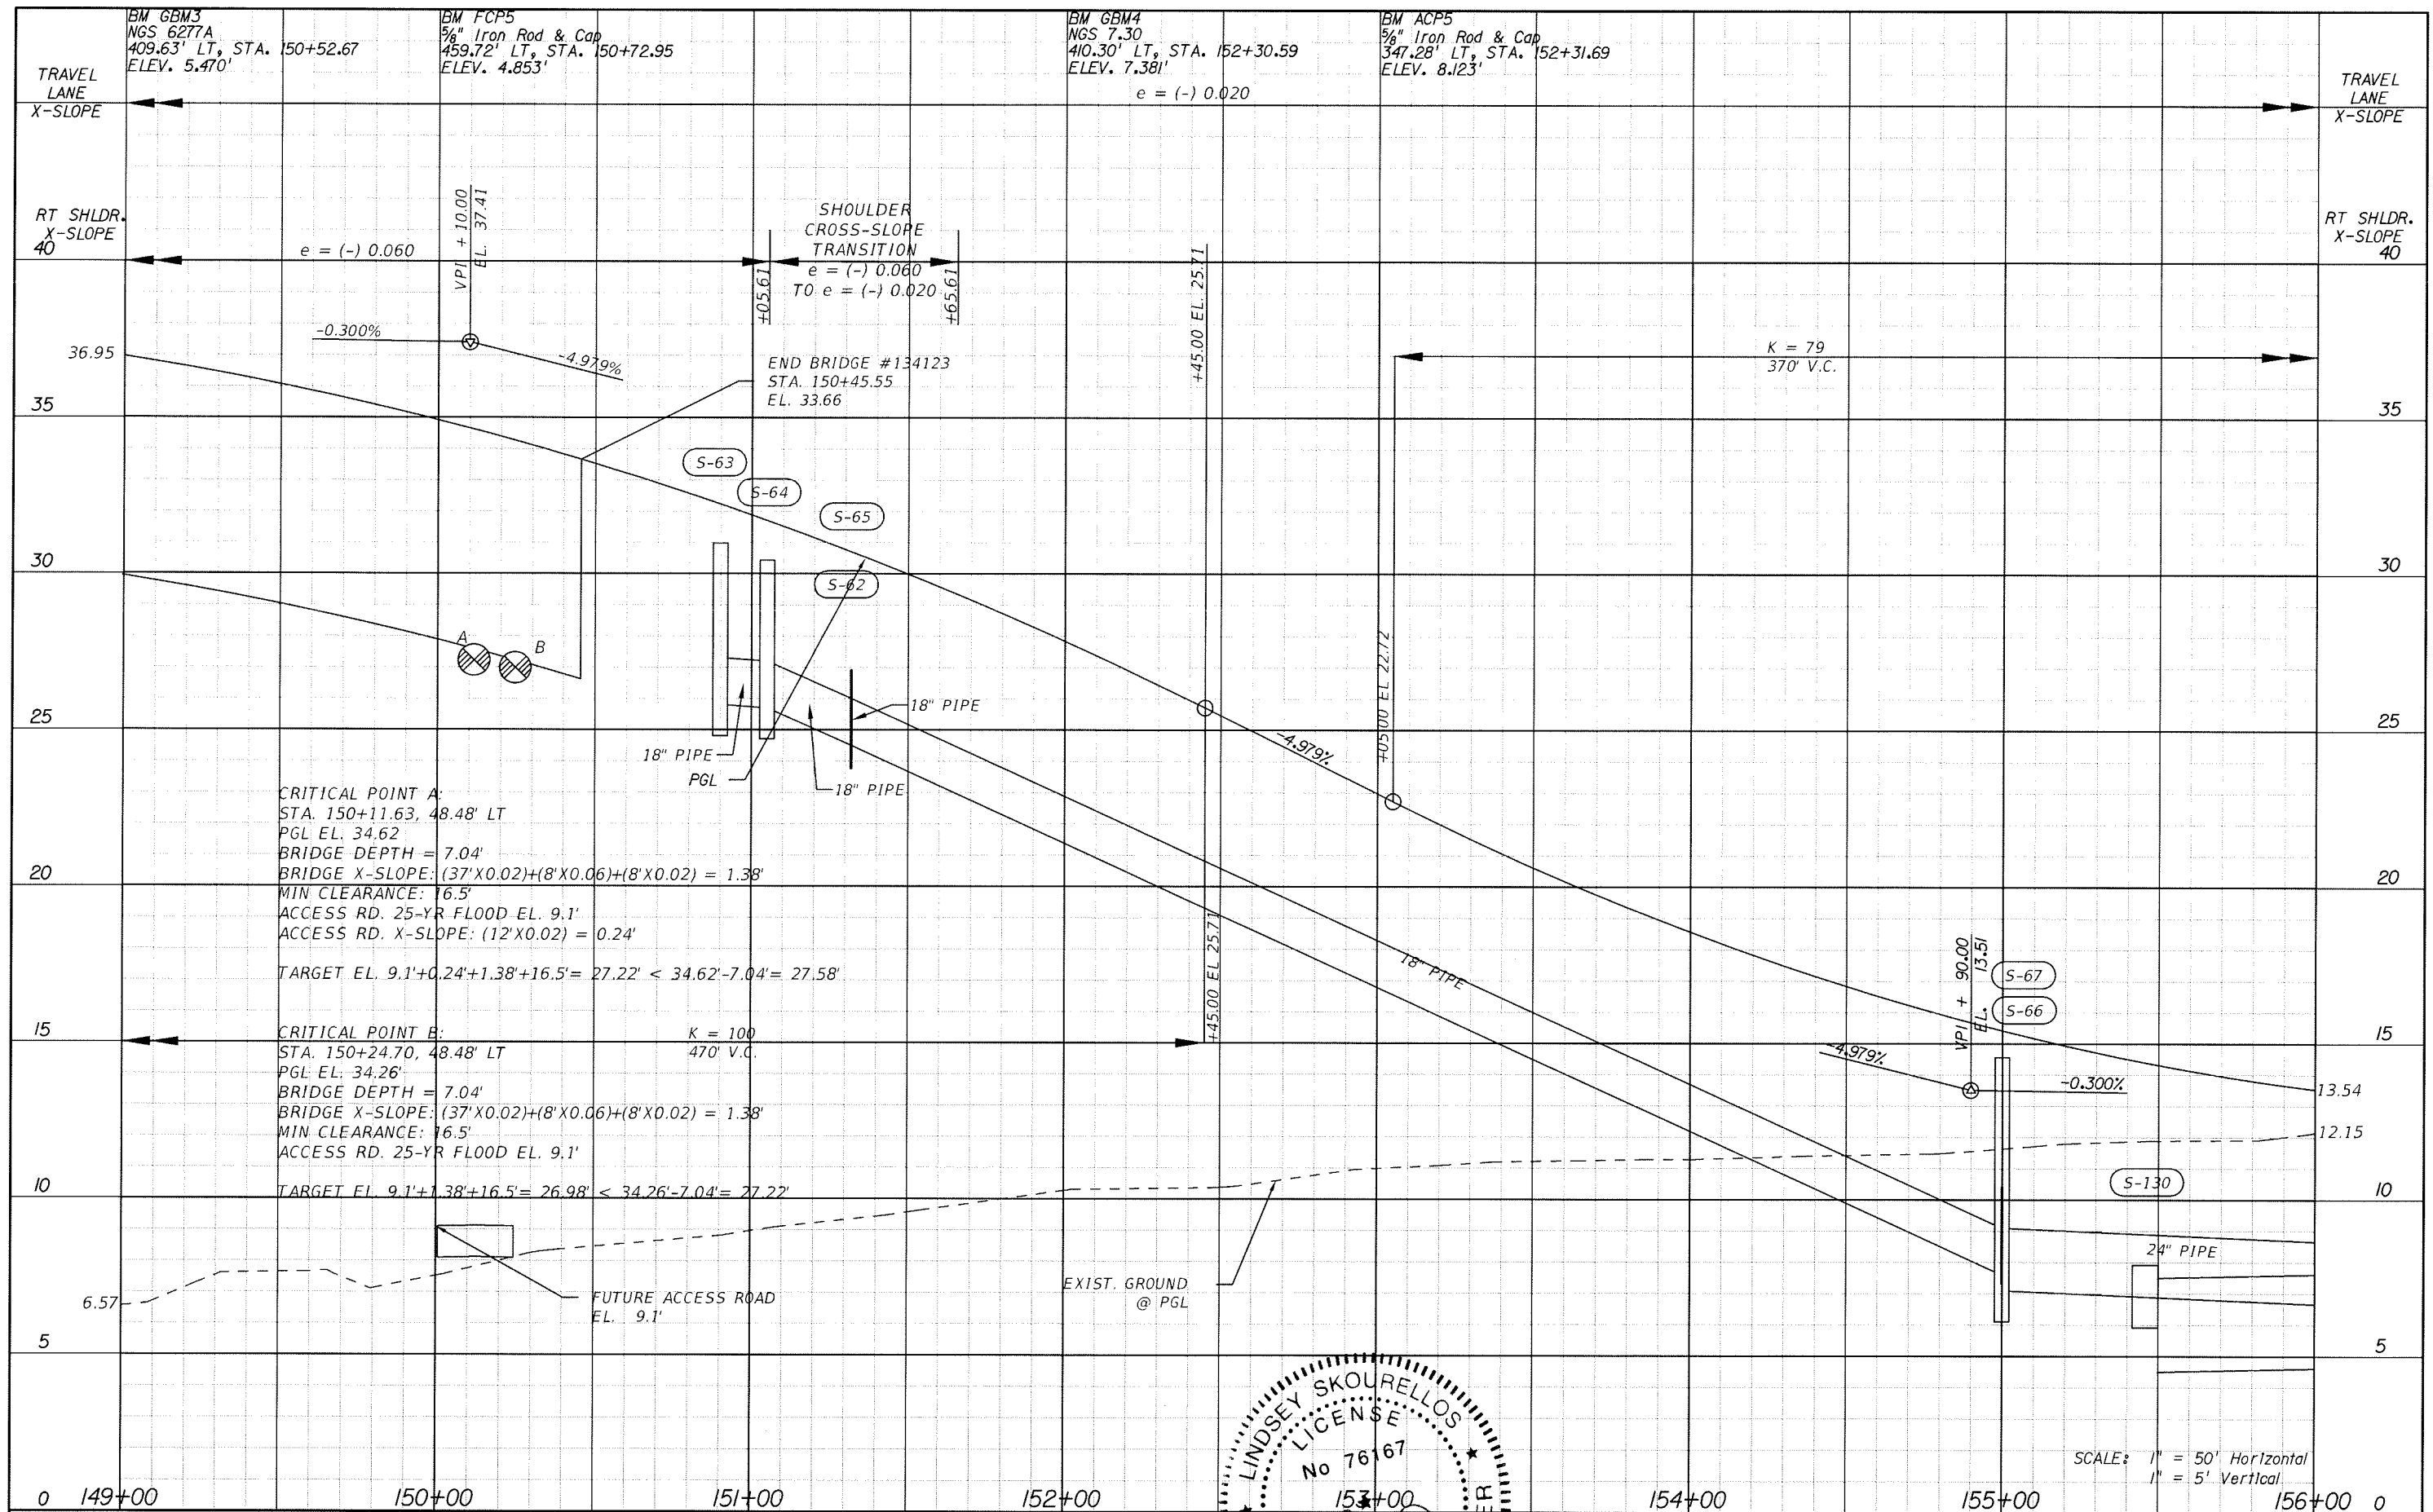 BM GBM3
NGS 6277A
409.63' LT, STA. 150+52.67
ELEV. 5.470'
BM FCP5
5/8" Iron Rod & Cap
459.72' LT, STA. 150+72.95
ELEV. 4.853'
BM GBM4
NGS 7.30
410.30' LT, STA. 152+30.59
ELEV. 7.381'
BM ACP5
5/8" Iron Rod & Cap
347.28' LT, STA. 152+31.69
ELEV. 8.123'
TRAVEL
LANE
X-SLOPE
e = (-) 0.020
TRAVEL
LANE
X-SLOPE
RT SHLDR.
X-SLOPE
40
e = (-) 0.060
VPI + 10.00
EL. 37.41
SHOULDER
CROSS-SLOPE
TRANSITION
e = (-) 0.060
TO e = (-) 0.020
+05.61
+65.61
+45.00 EL. 25.71
RT SHLDR.
X-SLOPE
40
-0.300%
-4.979%
36.95
END BRIDGE #134123
STA. 150+45.55
EL. 33.66
K = 79
370' V.C.
35
35
S-63
S-64
S-65
S-62
30
30
A
B
+05.00 EL 22.72
25
25
18" PIPE
18" PIPE
PGL
18" PIPE
-4.979%
CRITICAL POINT A:
STA. 150+11.63, 48.48' LT
PGL EL. 34.62
BRIDGE DEPTH = 7.04'
BRIDGE X-SLOPE: (37'X0.02)+(8'X0.06)+(8'X0.02) = 1.38'
MIN CLEARANCE: 16.5'
ACCESS RD. 25-YR FLOOD EL. 9.1'
ACCESS RD. X-SLOPE: (12'X0.02) = 0.24'
TARGET EL. 9.1'+0.24'+1.38'+16.5'= 27.22' < 34.62'-7.04'= 27.58'
20
20
+45.00 EL 25.71
18" PIPE
VPI + 90.00
EL. 13.51
S-67
S-66
15
15
CRITICAL POINT B:
STA. 150+24.70, 48.48' LT
PGL EL. 34.26'
BRIDGE DEPTH = 7.04'
BRIDGE X-SLOPE: (37'X0.02)+(8'X0.06)+(8'X0.02) = 1.38'
MIN CLEARANCE: 16.5'
ACCESS RD. 25-YR FLOOD EL. 9.1'
TARGET EL. 9.1'+1.38'+16.5'= 26.98' < 34.26'-7.04'= 27.22'
K = 100
470' V.C.
-4.979%
-0.300%
13.54
12.15
10
10
S-130
24" PIPE
6.57
FUTURE ACCESS ROAD
EL. 9.1'
EXIST. GROUND
@ PGL
5
5
LINDSEY SKOURELLOS
LICENSE
No 76167
SCALE: 1" = 50' Horizontal
1" = 5' Vertical
0
149+00
150+00
151+00
152+00
153+00
154+00
155+00
156+00
0